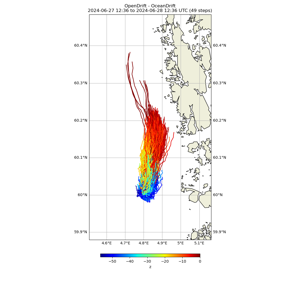 OpenDrift - OceanDrift
2024-06-27 12:36 to 2024-06-28 12:36 UTC (49 steps)
60.4°N 60.4°N
60.3°N 60.3°N
60.2°N 60.2°N
60.1°N 60.1°N
60°N 60°N
59.9°N 59.9°N
4.6°E 4.7°E 4.8°E 4.9°E 5°E 5.1°E
−50 −40 −30 −20 −10 0
z